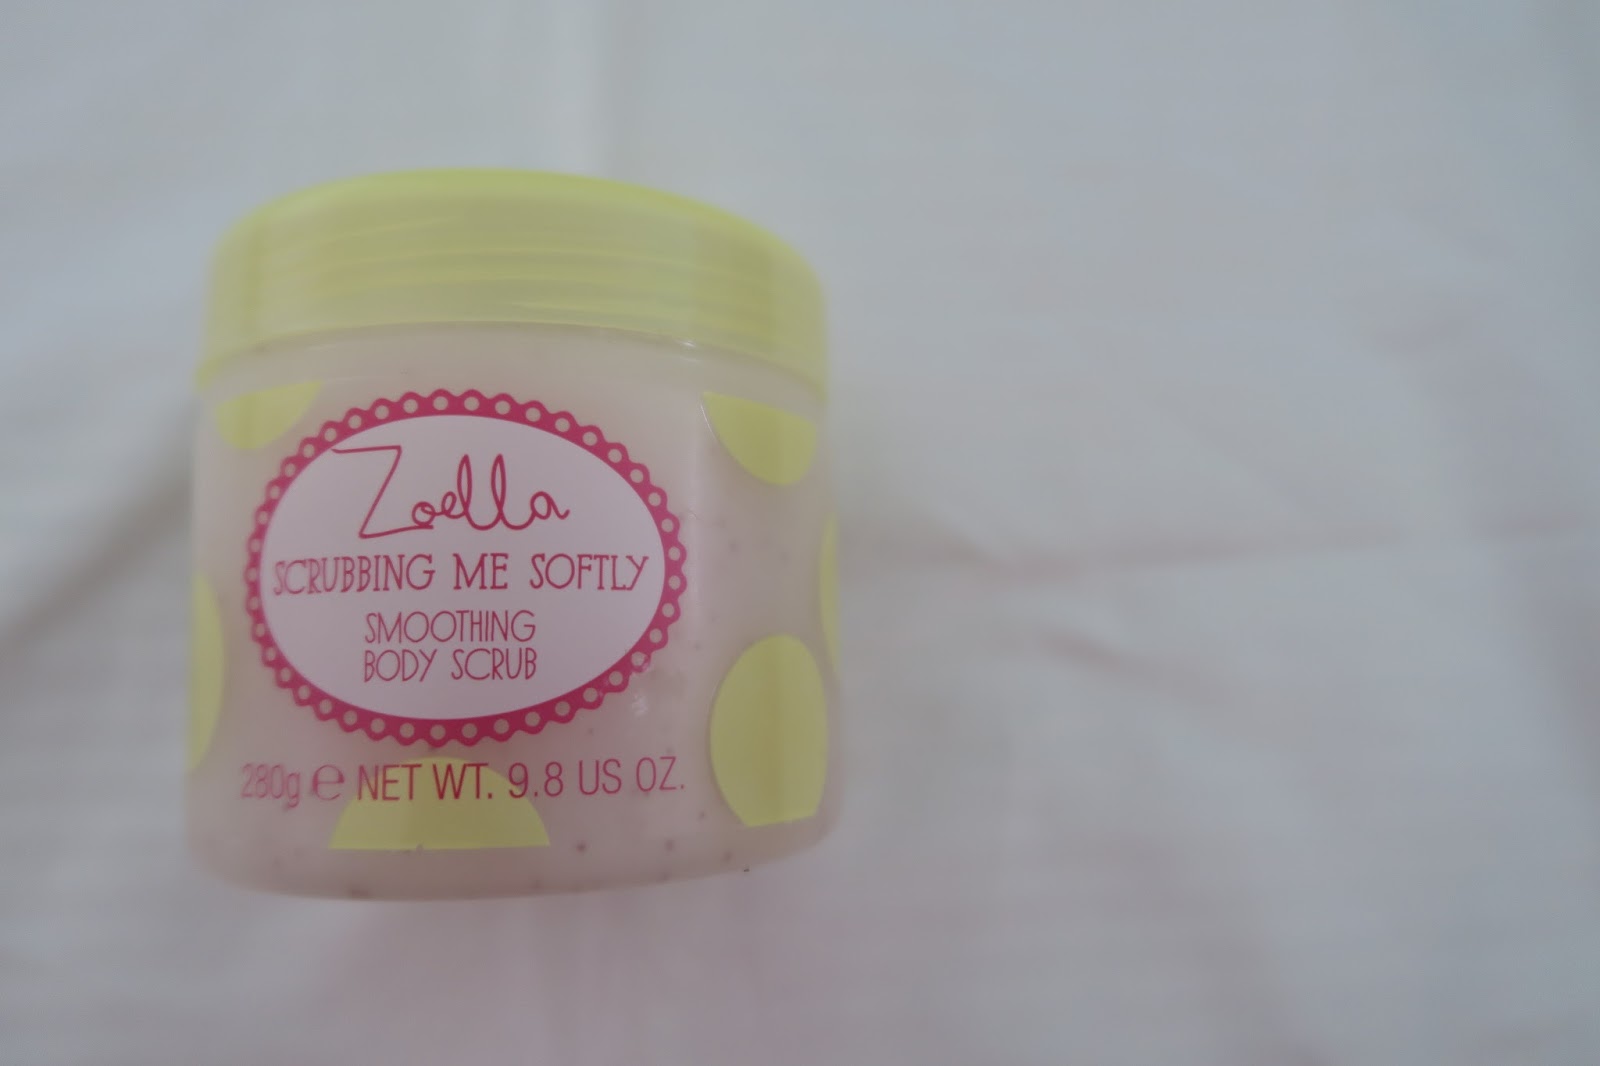 Zoella
SCRUBBING ME SOFTLY
SMOOTHING
BODY SCRUB
280g ℮ NET WT. 9.8 US OZ.